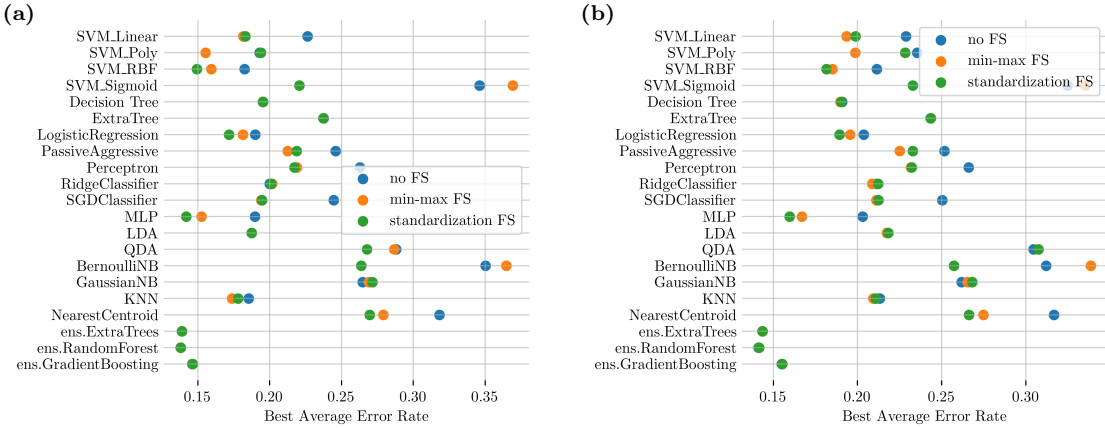 (a)
SVM_Linear
SVM_Poly
SVM_RBF
SVM_Sigmoid
Decision Tree
ExtraTree
LogisticRegression
PassiveAggressive
Perceptron
RidgeClassifier
SGDClassifier
MLP
LDA
QDA
BernoulliNB
GaussianNB
KNN
NearestCentroid
ens.ExtraTrees
ens.RandomForest
ens.GradientBoosting
no FS
min-max FS
standardization FS
0.15 0.20 0.25 0.30 0.35
Best Average Error Rate
(b)
SVM_Linear
SVM_Poly
SVM_RBF
SVM_Sigmoid
Decision Tree
ExtraTree
LogisticRegression
PassiveAggressive
Perceptron
RidgeClassifier
SGDClassifier
MLP
LDA
QDA
BernoulliNB
GaussianNB
KNN
NearestCentroid
ens.ExtraTrees
ens.RandomForest
ens.GradientBoosting
no FS
min-max FS
standardization FS
0.15 0.20 0.25 0.30
Best Average Error Rate